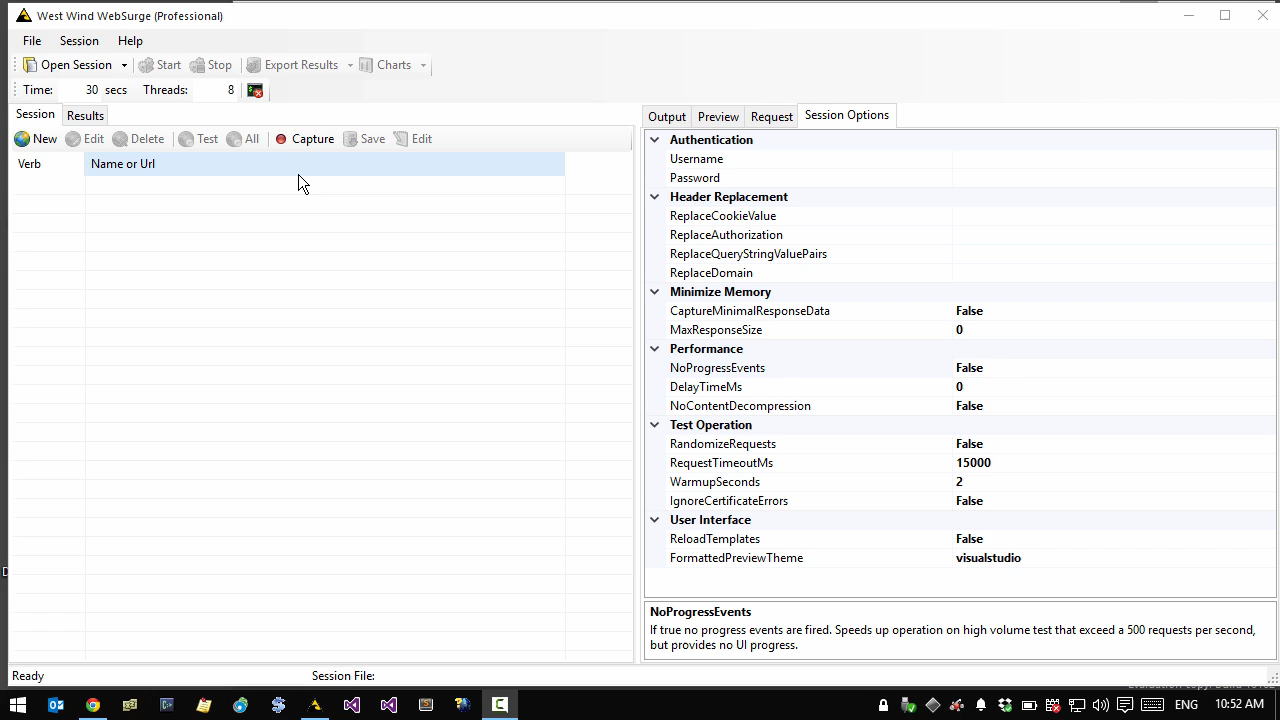 West Wind WebSurge (Professional)
File Session Help
Open Session Start Stop Export Results Charts
Time: 30 secs Threads: 8
Session Results
New Edit Delete Test All Capture Save Edit
Verb Name or Url
Output Preview Request Session Options
Authentication
Username
Password
Header Replacement
ReplaceCookieValue
ReplaceAuthorization
ReplaceQueryStringValuePairs
ReplaceDomain
Minimize Memory
CaptureMinimalResponseData False
MaxResponseSize 0
Performance
NoProgressEvents False
DelayTimeMs 0
NoContentDecompression False
Test Operation
RandomizeRequests False
RequestTimeoutMs 15000
WarmupSeconds 2
IgnoreCertificateErrors False
User Interface
ReloadTemplates False
FormattedPreviewTheme visualstudio
NoProgressEvents
If true no progress events are fired. Speeds up operation on high volume test that exceed a 500 requests per second,
but provides no UI progress.
Ready Session File:
ENG 10:52 AM